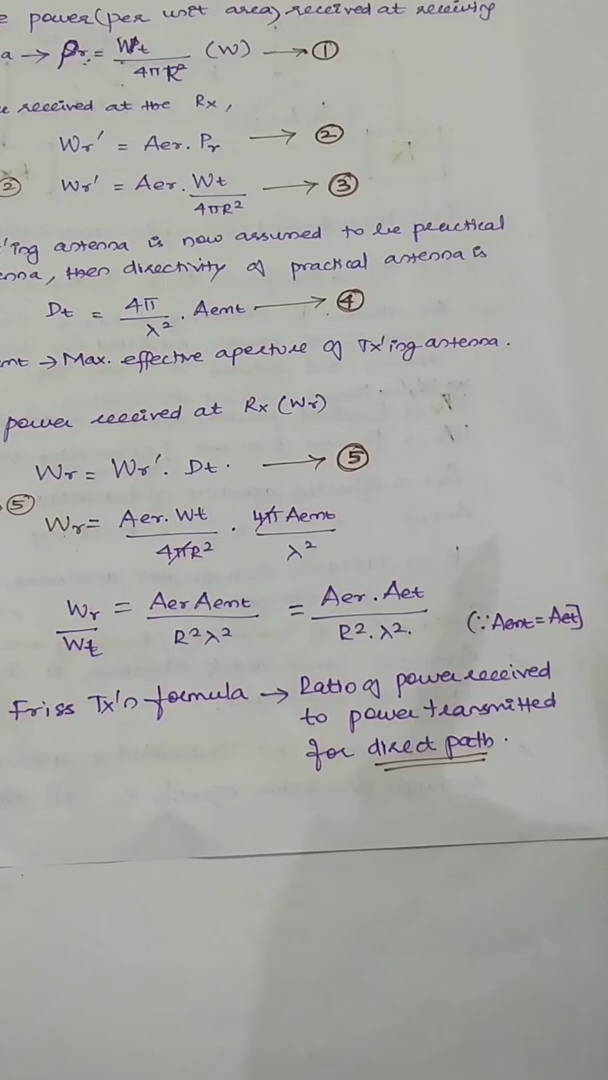 power (per unit area) received at receiving
a → Pr = Wt / 4πR² (W) → ①
received at the Rx,
Wr' = Aer. Pr → ②
② Wr' = Aer. Wt / 4πR² → ③
ing antenna is now assumed to be practical
nna, then directivity of practical antenna is
Dt = 4π / λ² . Aemt → ④
mt → Max. effective aperture of Tx'ing antenna.
power received at Rx (Wr)
Wr = Wr'. Dt. → ⑤
⑤ Wr = Aer. Wt / 4πR² . 4π Aemt / λ²
Wr / Wt = Aer Aemt / R²λ² = Aer. Aet / R². λ². (∵ Aemt = Aet]
Friss Tx'n formula → Ratio of power received
to power transmitted
for direct path.